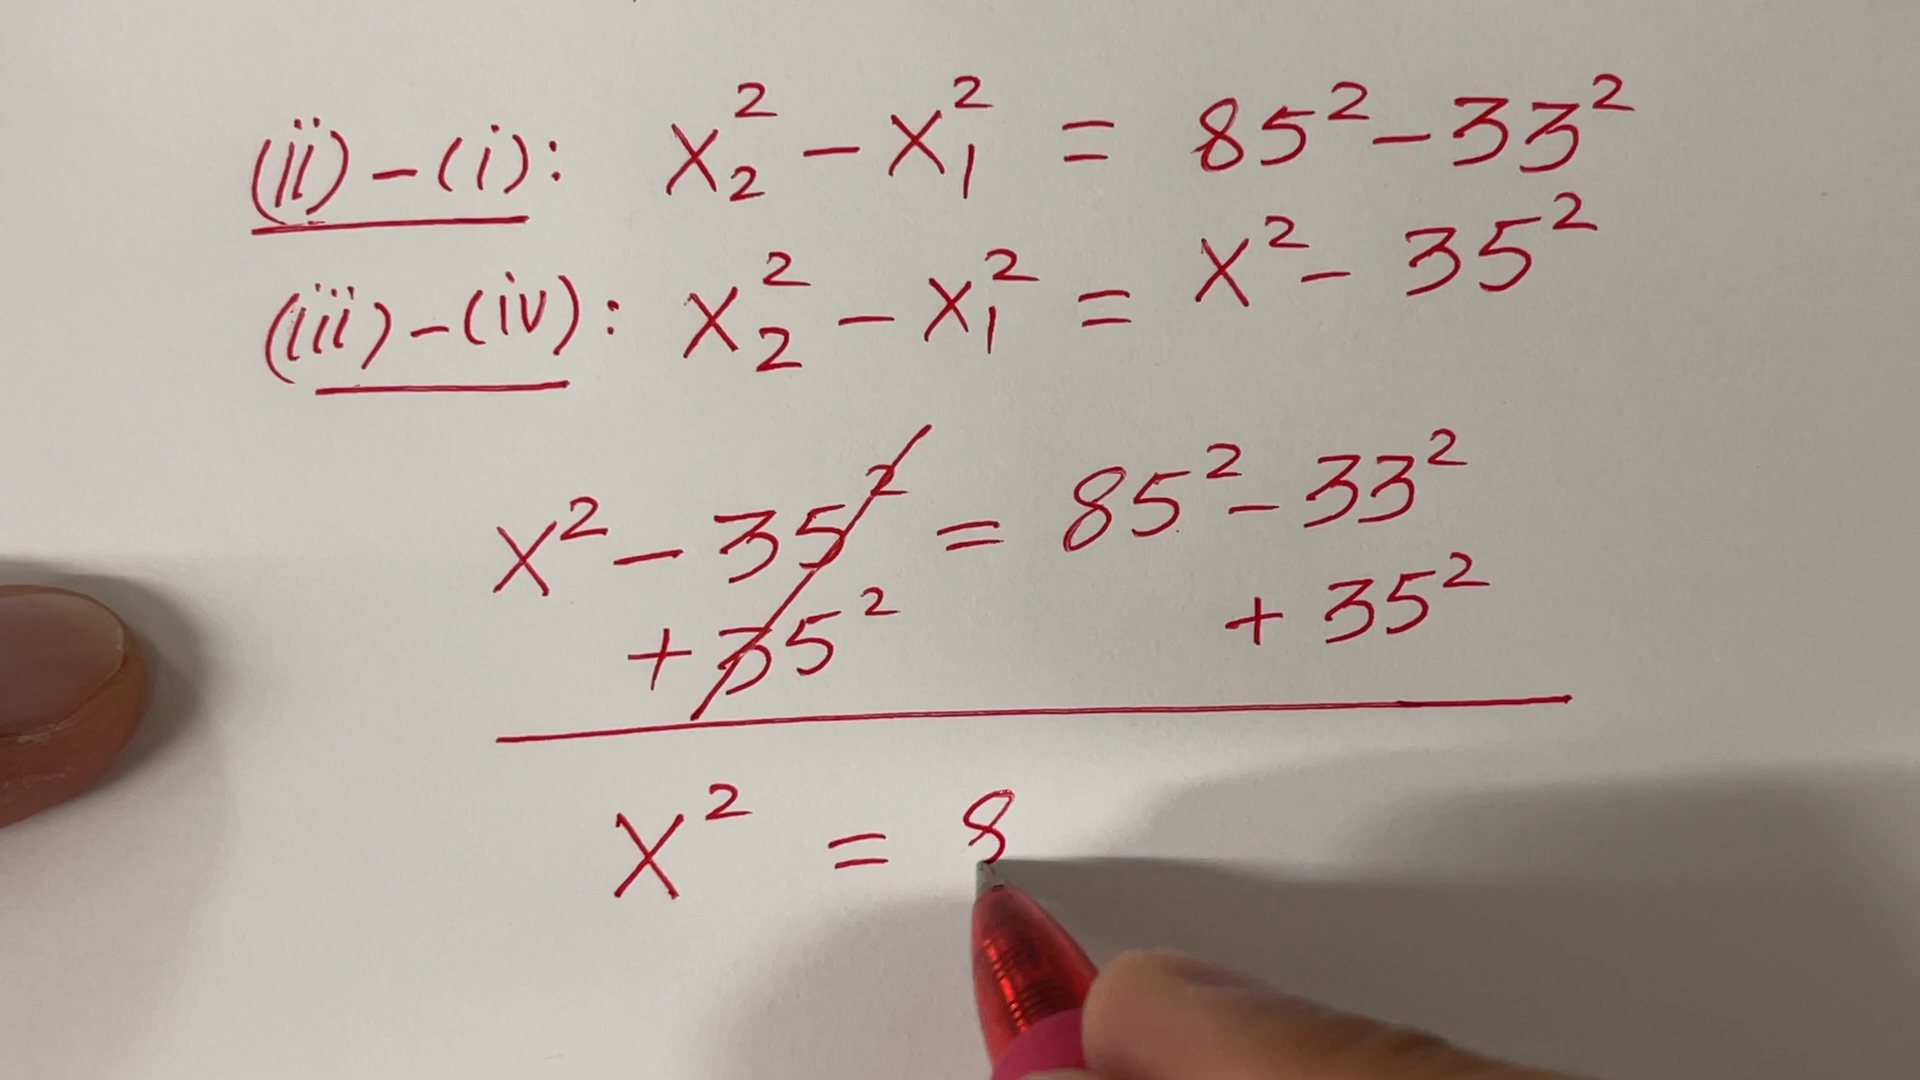 (ii) - (i): x₂² - x₁² = 85² - 33²
(iii) - (iv): x₂² - x₁² = x² - 35²
x² - 35² = 85² - 33²
+ 35² + 35²
x² = 8